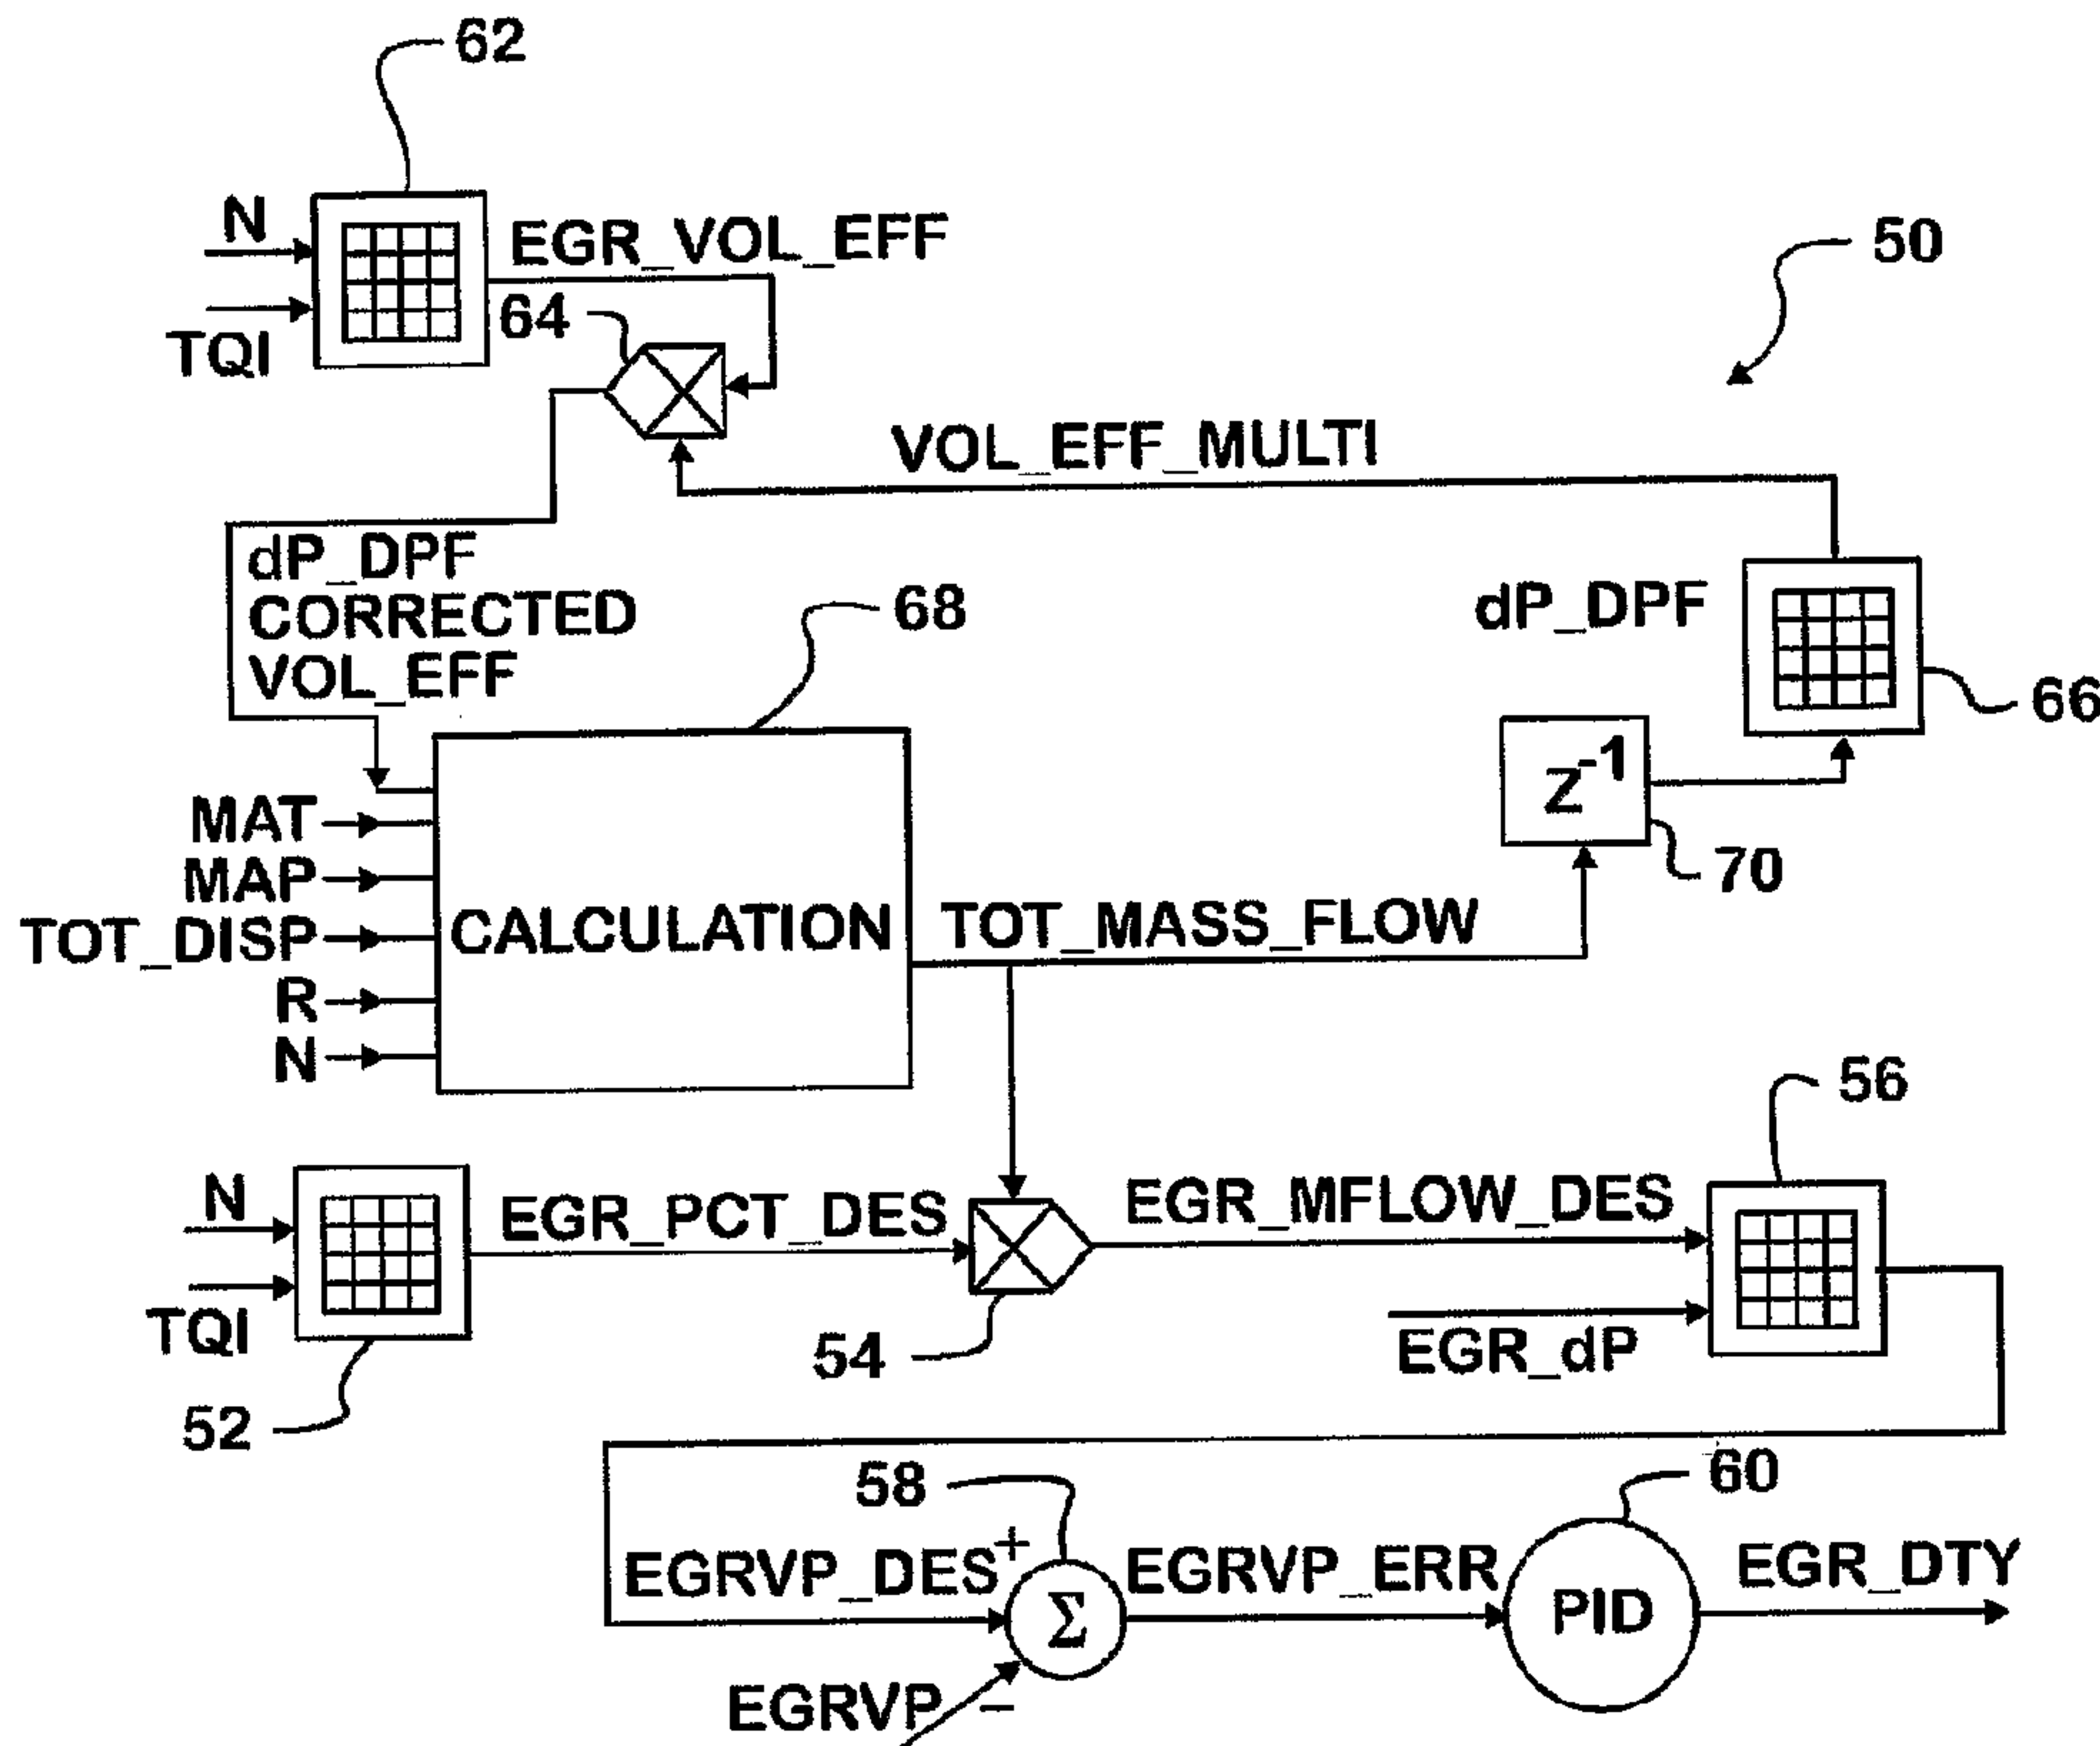 62
N
EGR_VOL_EFF
50
64
TQI
VOL_EFF_MULTI
dP_DPF
CORRECTED
VOL_EFF
68
dP_DPF
66
Z-1
70
MAT
MAP
TOT_DISP
R
N
CALCULATION
TOT_MASS_FLOW
56
N
EGR_PCT_DES
EGR_MFLOW_DES
TQI
54
EGR_dP
52
58
60
EGRVP_DES
+
Σ
EGRVP_ERR
PID
EGR_DTY
EGRVP
−